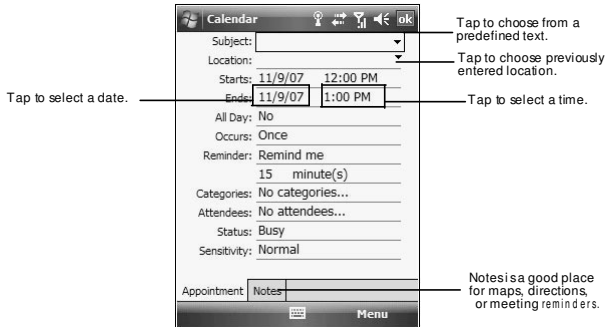 Calendar
ok
Tap to choose from a
predefined text.
Subject:
Location:
Tap to choose previously
entered location.
Starts: 11/9/07 12:00 PM
Tap to select a date.
Ends: 11/9/07 1:00 PM
Tap to select a time.
All Day: No
Occurs: Once
Reminder: Remind me
15 minute(s)
Categories: No categories...
Attendees: No attendees...
Status: Busy
Sensitivity: Normal
Appointment Notes
Notes is a good place
for maps, directions,
or meeting reminders.
Menu